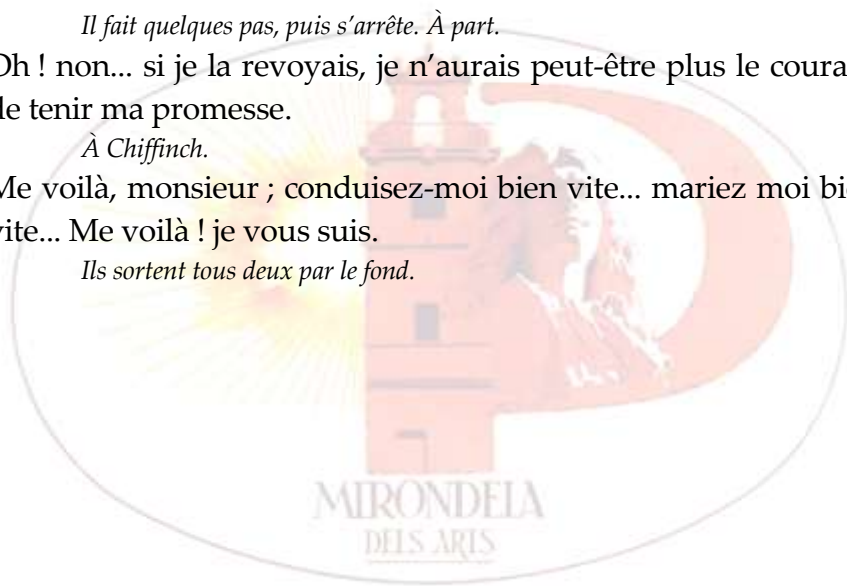 Il fait quelques pas, puis s’arrête. À part.
Oh ! non... si je la revoyais, je n’aurais peut-être plus le coura
de tenir ma promesse.
À Chiffinch.
Me voilà, monsieur ; conduisez-moi bien vite... mariez moi bi
vite... Me voilà ! je vous suis.
Ils sortent tous deux par le fond.
MIRONDELA
DELS ARTS